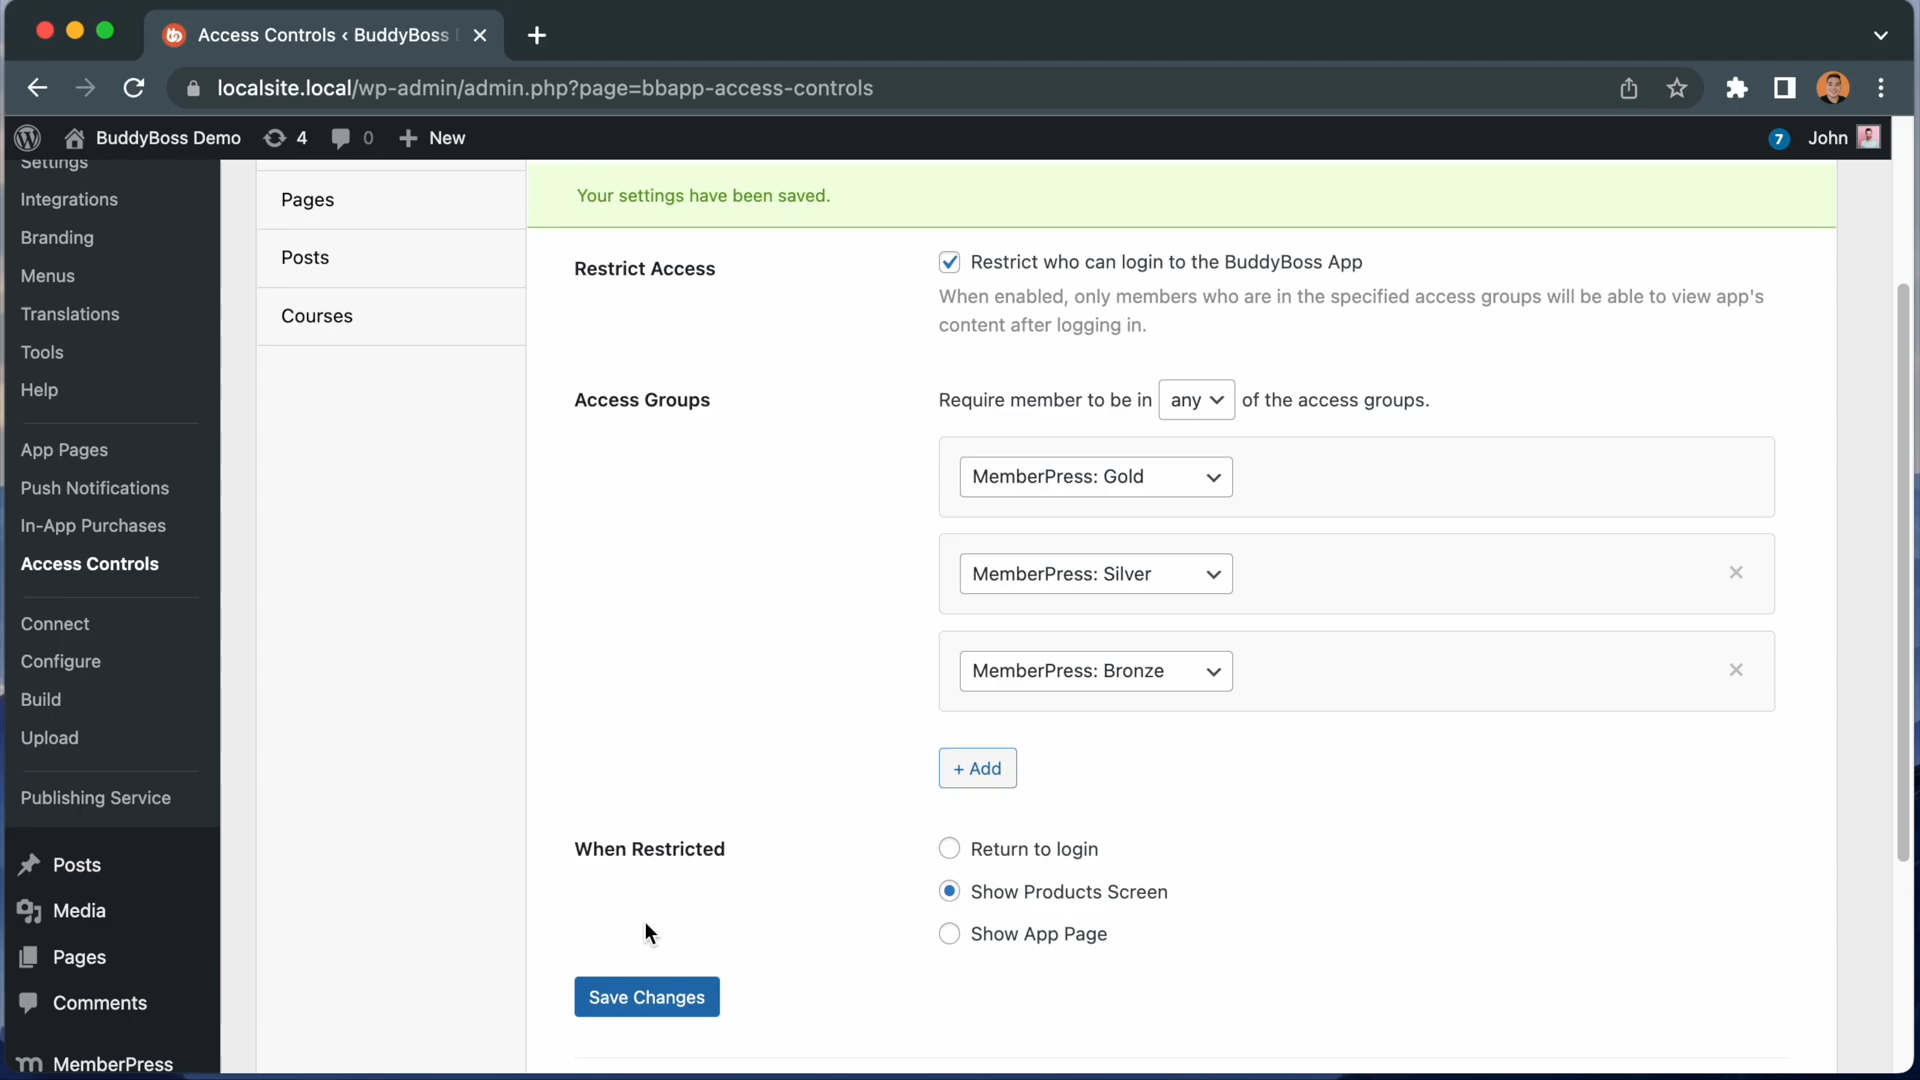 Access Controls ‹ BuddyBoss
localsite.local/wp-admin/admin.php?page=bbapp-access-controls
BuddyBoss Demo 4 0 + New 7 John
Settings
Integrations
Branding
Menus
Translations
Tools
Help
App Pages
Push Notifications
In-App Purchases
Access Controls
Connect
Configure
Build
Upload
Publishing Service
Posts
Media
Pages
Comments
MemberPress
Pages
Posts
Courses
Your settings have been saved.
Restrict Access
Restrict who can login to the BuddyBoss App
When enabled, only members who are in the specified access groups will be able to view app's
content after logging in.
Access Groups
Require member to be in any of the access groups.
MemberPress: Gold
MemberPress: Silver
MemberPress: Bronze
+ Add
When Restricted
Return to login
Show Products Screen
Show App Page
Save Changes